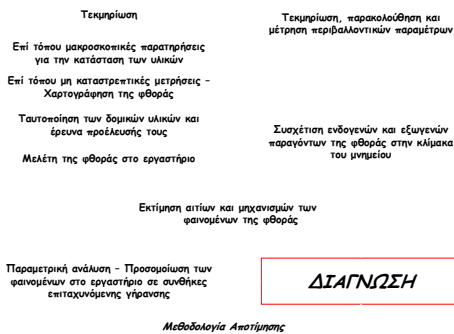 Τεκμηρίωση
Επί τόπου μακροσκοπικές παρατηρήσεις
για την κατάσταση των υλικών
Επί τόπου μη καταστρεπτικές μετρήσεις –
Χαρτογράφηση της φθοράς
Ταυτοποίηση των δομικών υλικών και
έρευνα προέλευσής τους
Μελέτη της φθοράς στο εργαστήριο
Τεκμηρίωση, παρακολούθηση και
μέτρηση περιβαλλοντικών παραμέτρων
Συσχέτιση ενδογενών και εξωγενών
παραγόντων της φθοράς στην κλίμακα
του μνημείου
Εκτίμηση αιτίων και μηχανισμών των
φαινομένων της φθοράς
Παραμετρική ανάλυση – Προσομοίωση των
φαινομένων στο εργαστήριο σε συνθήκες
επιταχυνόμενης γήρανσης
ΔΙΑΓΝΩΣΗ
Μεθοδολογία Αποτίμησης